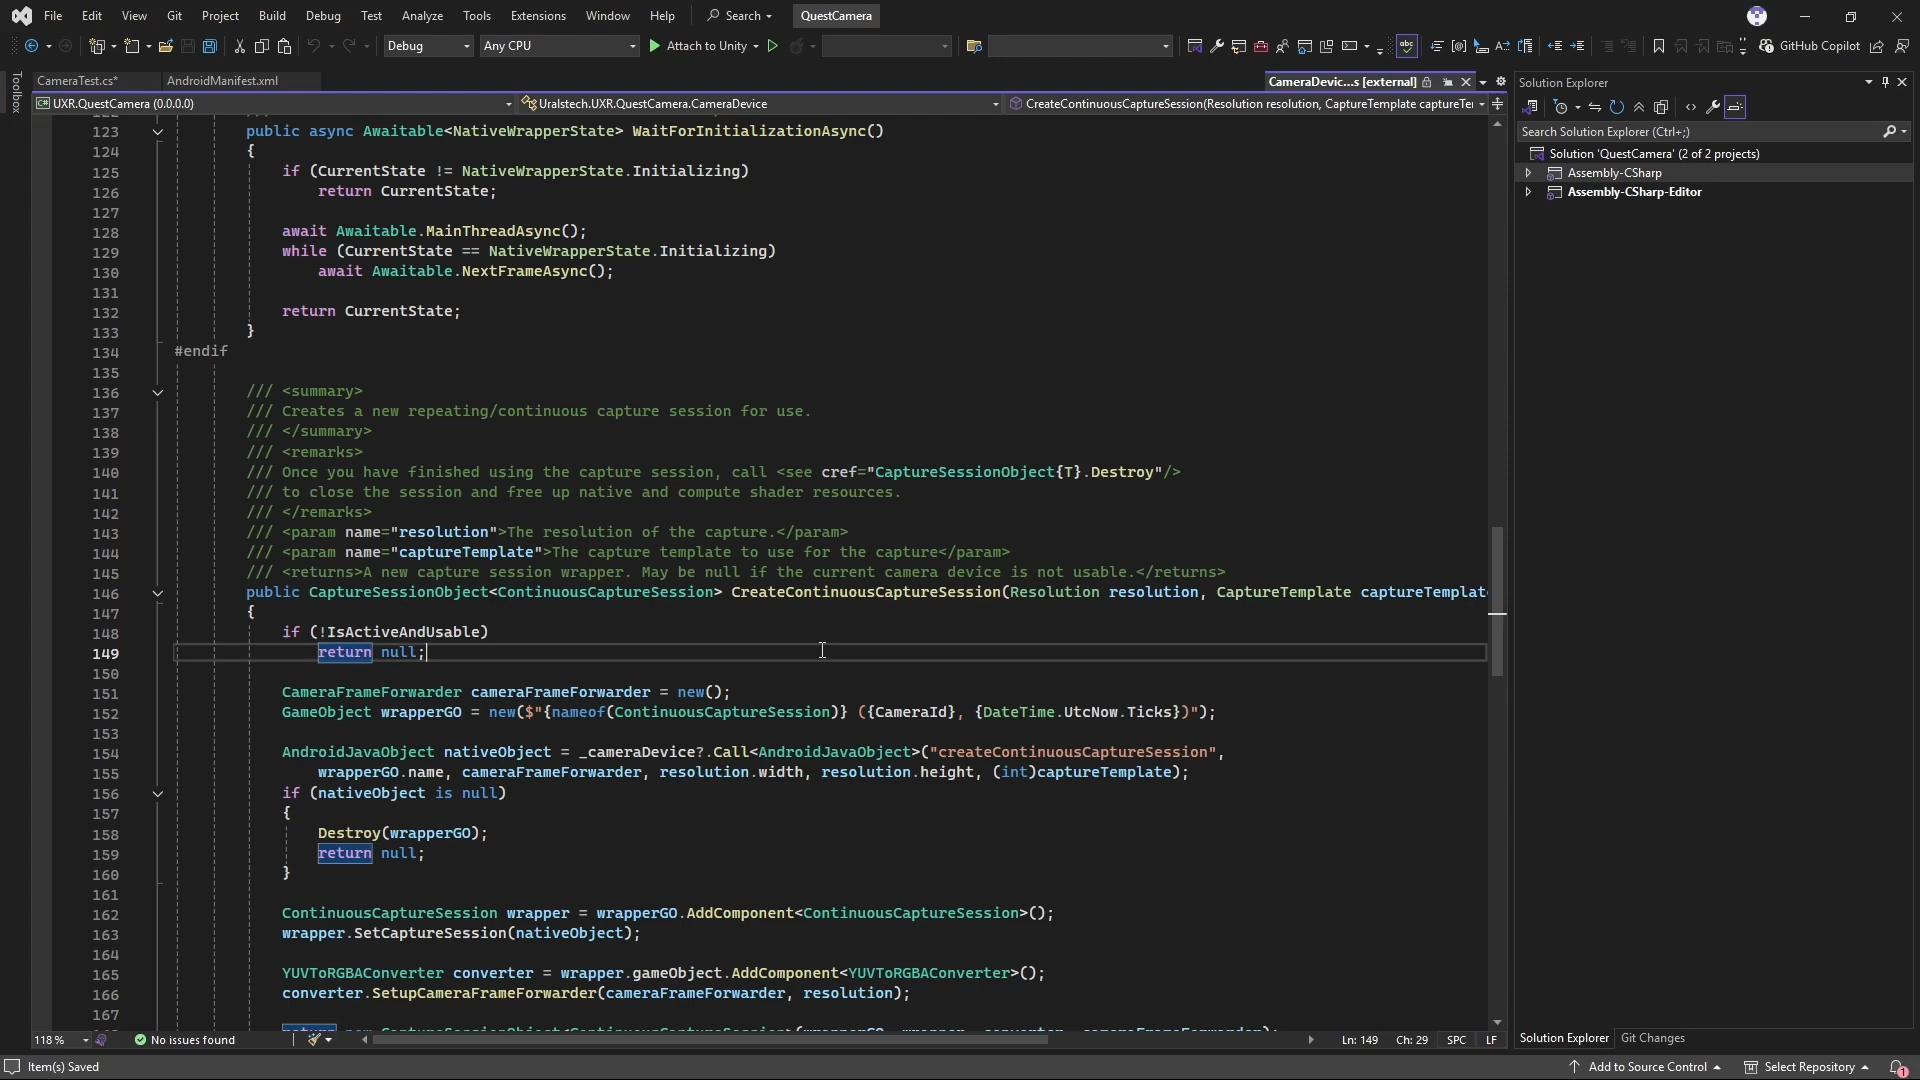 File Edit View Git Project Build Debug Test Analyze Tools Extensions Window Help Search QuestCamera
Debug Any CPU Attach to Unity GitHub Copilot
CameraTest.cs* AndroidManifest.xml CameraDevic...s [external]
UXR.QuestCamera (0.0.0.0) Uralstech.UXR.QuestCamera.CameraDevice CreateContinuousCaptureSession(Resolution resolution, CaptureTemplate captureTe
Toolbox
123 public async Awaitable<NativeWrapperState> WaitForInitializationAsync()
124 {
125 if (CurrentState != NativeWrapperState.Initializing)
126 return CurrentState;
127
128 await Awaitable.MainThreadAsync();
129 while (CurrentState == NativeWrapperState.Initializing)
130 await Awaitable.NextFrameAsync();
131
132 return CurrentState;
133 }
134 #endif
135
136 /// <summary>
137 /// Creates a new repeating/continuous capture session for use.
138 /// </summary>
139 /// <remarks>
140 /// Once you have finished using the capture session, call <see cref="CaptureSessionObject{T}.Destroy"/>
141 /// to close the session and free up native and compute shader resources.
142 /// </remarks>
143 /// <param name="resolution">The resolution of the capture.</param>
144 /// <param name="captureTemplate">The capture template to use for the capture</param>
145 /// <returns>A new capture session wrapper. May be null if the current camera device is not usable.</returns>
146 public CaptureSessionObject<ContinuousCaptureSession> CreateContinuousCaptureSession(Resolution resolution, CaptureTemplate captureTemplat
147 {
148 if (!IsActiveAndUsable)
149 return null;
150
151 CameraFrameForwarder cameraFrameForwarder = new();
152 GameObject wrapperGO = new($"{nameof(ContinuousCaptureSession)} ({CameraId}, {DateTime.UtcNow.Ticks})");
153
154 AndroidJavaObject nativeObject = _cameraDevice?.Call<AndroidJavaObject>("createContinuousCaptureSession",
155 wrapperGO.name, cameraFrameForwarder, resolution.width, resolution.height, (int)captureTemplate);
156 if (nativeObject is null)
157 {
158 Destroy(wrapperGO);
159 return null;
160 }
161
162 ContinuousCaptureSession wrapper = wrapperGO.AddComponent<ContinuousCaptureSession>();
163 wrapper.SetCaptureSession(nativeObject);
164
165 YUVToRGBAConverter converter = wrapper.gameObject.AddComponent<YUVToRGBAConverter>();
166 converter.SetupCameraFrameForwarder(cameraFrameForwarder, resolution);
167
118 % No issues found Ln: 149 Ch: 29 SPC LF
Solution Explorer
Search Solution Explorer (Ctrl+;)
Solution 'QuestCamera' (2 of 2 projects)
Assembly-CSharp
Assembly-CSharp-Editor
Solution Explorer Git Changes
Item(s) Saved Add to Source Control Select Repository 1